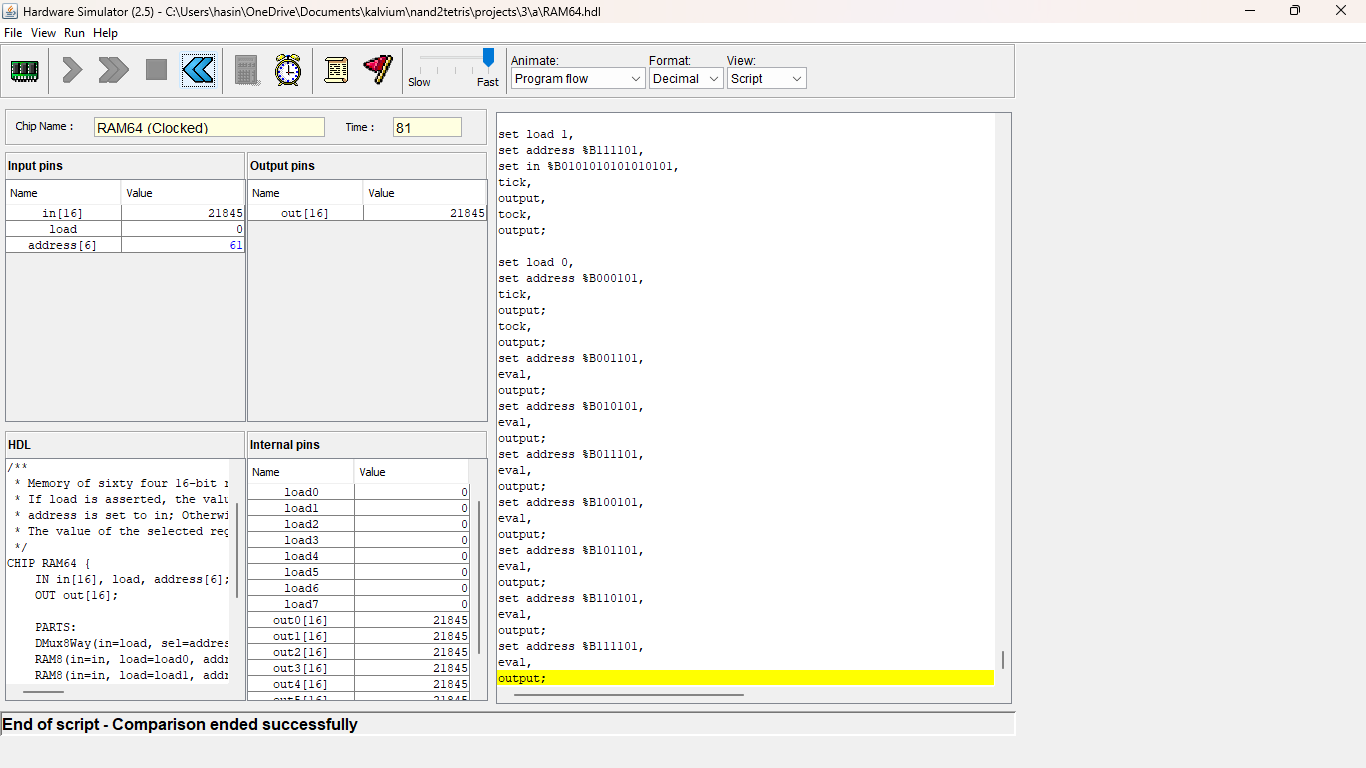 Hardware Simulator (2.5) - C:\Users\hasin\OneDrive\Documents\kalvium\nand2tetris\projects\3\a\RAM64.hdl
File View Run Help
Slow Fast
Animate:
Program flow
Format:
Decimal
View:
Script
Chip Name :
RAM64 (Clocked)
Time :
81
Input pins
Name Value
in[16] 21845
load 0
address[6] 61
Output pins
Name Value
out[16] 21845
HDL
/**
* Memory of sixty four 16-bit
* If load is asserted, the valu
* address is set to in; Otherwi
* The value of the selected reg
*/
CHIP RAM64 {
IN in[16], load, address[6];
OUT out[16];
PARTS:
DMux8Way(in=load, sel=addres
RAM8(in=in, load=load0, addr
RAM8(in=in, load=load1, addr
Internal pins
Name Value
load0 0
load1 0
load2 0
load3 0
load4 0
load5 0
load6 0
load7 0
out0[16] 21845
out1[16] 21845
out2[16] 21845
out3[16] 21845
out4[16] 21845
out5[16] 21845
set load 1,
set address %B111101,
set in %B0101010101010101,
tick,
output,
tock,
output;
set load 0,
set address %B000101,
tick,
output;
tock,
output;
set address %B001101,
eval,
output;
set address %B010101,
eval,
output;
set address %B011101,
eval,
output;
set address %B100101,
eval,
output;
set address %B101101,
eval,
output;
set address %B110101,
eval,
output;
set address %B111101,
eval,
output;
End of script - Comparison ended successfully